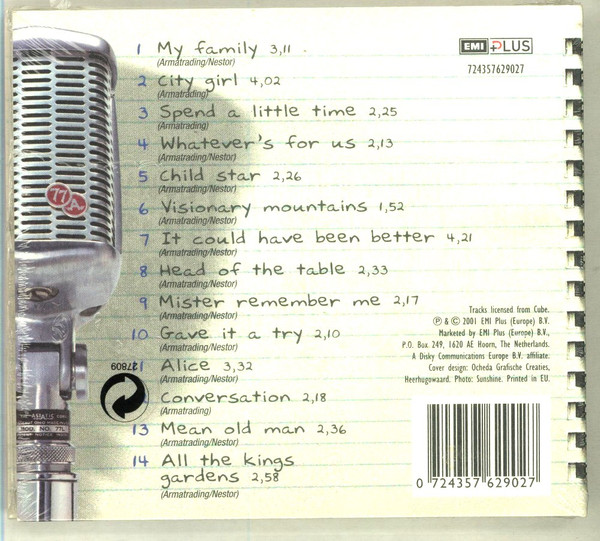 1 My family 3,11
(Armatrading/Nestor)
2 City girl 4,02
(Armatrading)
3 Spend a little time 2,25
(Armatrading)
4 Whatever's for us 2,13
(Armatrading/Nestor)
5 Child star 2,26
(Armatrading/Nestor)
6 Visionary mountains 1,52
(Armatrading/Nestor)
7 It could have been better 4,21
(Armatrading/Nestor)
8 Head of the table 2,33
(Armatrading/Nestor)
9 Mister remember me 2,17
(Armatrading/Nestor)
10 Gave it a try 2,10
(Armatrading/Nestor)
1 Alice 3,32
(Armatrading/Nestor)
2 Conversation 2,18
(Armatrading)
13 Mean old man 2,36
(Armatrading/Nestor)
14 All the kings
gardens 2,58
(Armatrading/Nestor)
EMI PLUS
724357629027
Tracks licensed from Cube.
℗ & © 2001 EMI Plus (Europe) B.V.
Marketed by EMI Plus (Europe) B.V.,
P.O. Box 249, 1620 AE Hoorn, The Netherlands.
A Disky Communications Europe B.V. affiliate.
Cover design: Ocheda Grafische Creaties,
Heerhugowaard. Photo: Sunshine. Printed in EU.
0 724357 629027
77A
27809
MOD. NO. 77L